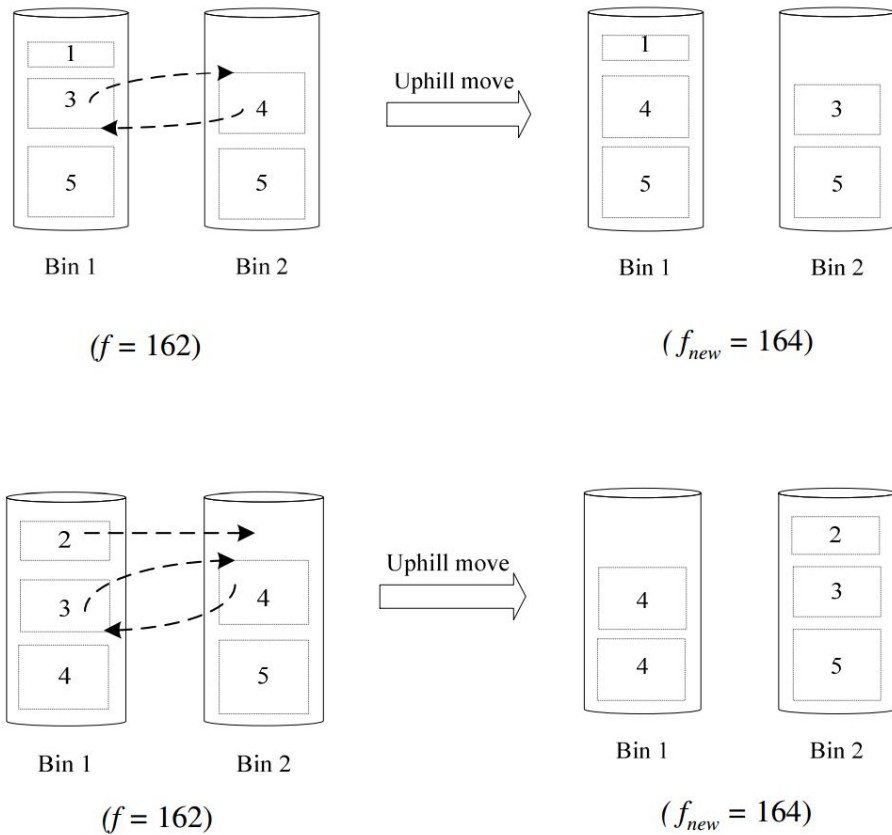 1
3
5
4
5
Bin 1
Bin 2
(f = 162)
Uphill move
1
4
5
3
5
Bin 1
Bin 2
(f_new = 164)
2
3
4
4
5
Bin 1
Bin 2
(f = 162)
Uphill move
4
4
2
3
5
Bin 1
Bin 2
(f_new = 164)